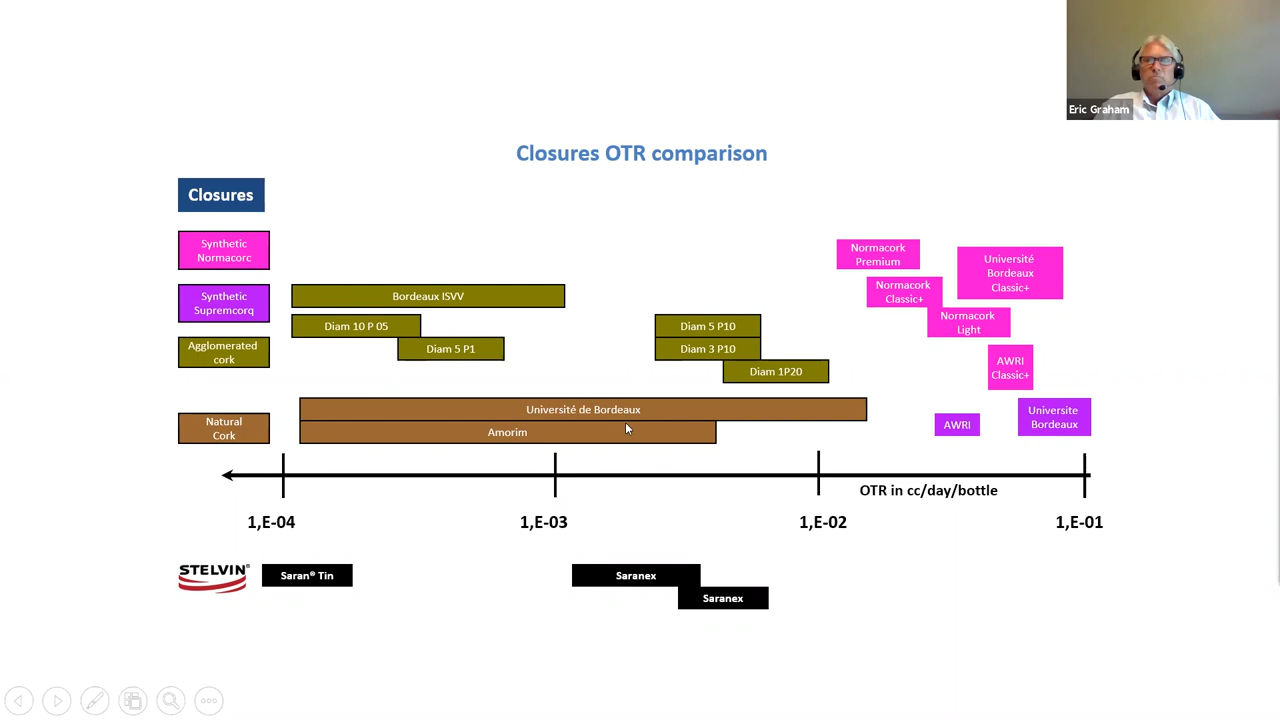 Eric Graham
Closures OTR comparison
Closures
Synthetic
Normacorc
Synthetic
Supremcorq
Agglomerated
cork
Natural
Cork
Bordeaux ISVV
Diam 10 P 05
Diam 5 P1
Diam 5 P10
Diam 3 P10
Diam 1P20
Université de Bordeaux
Amorim
Normacork
Premium
Normacork
Classic+
Normacork
Light
Université
Bordeaux
Classic+
AWRI
Classic+
AWRI
Universite
Bordeaux
OTR in cc/day/bottle
1,E-04
1,E-03
1,E-02
1,E-01
STELVIN®
Saran® Tin
Saranex
Saranex